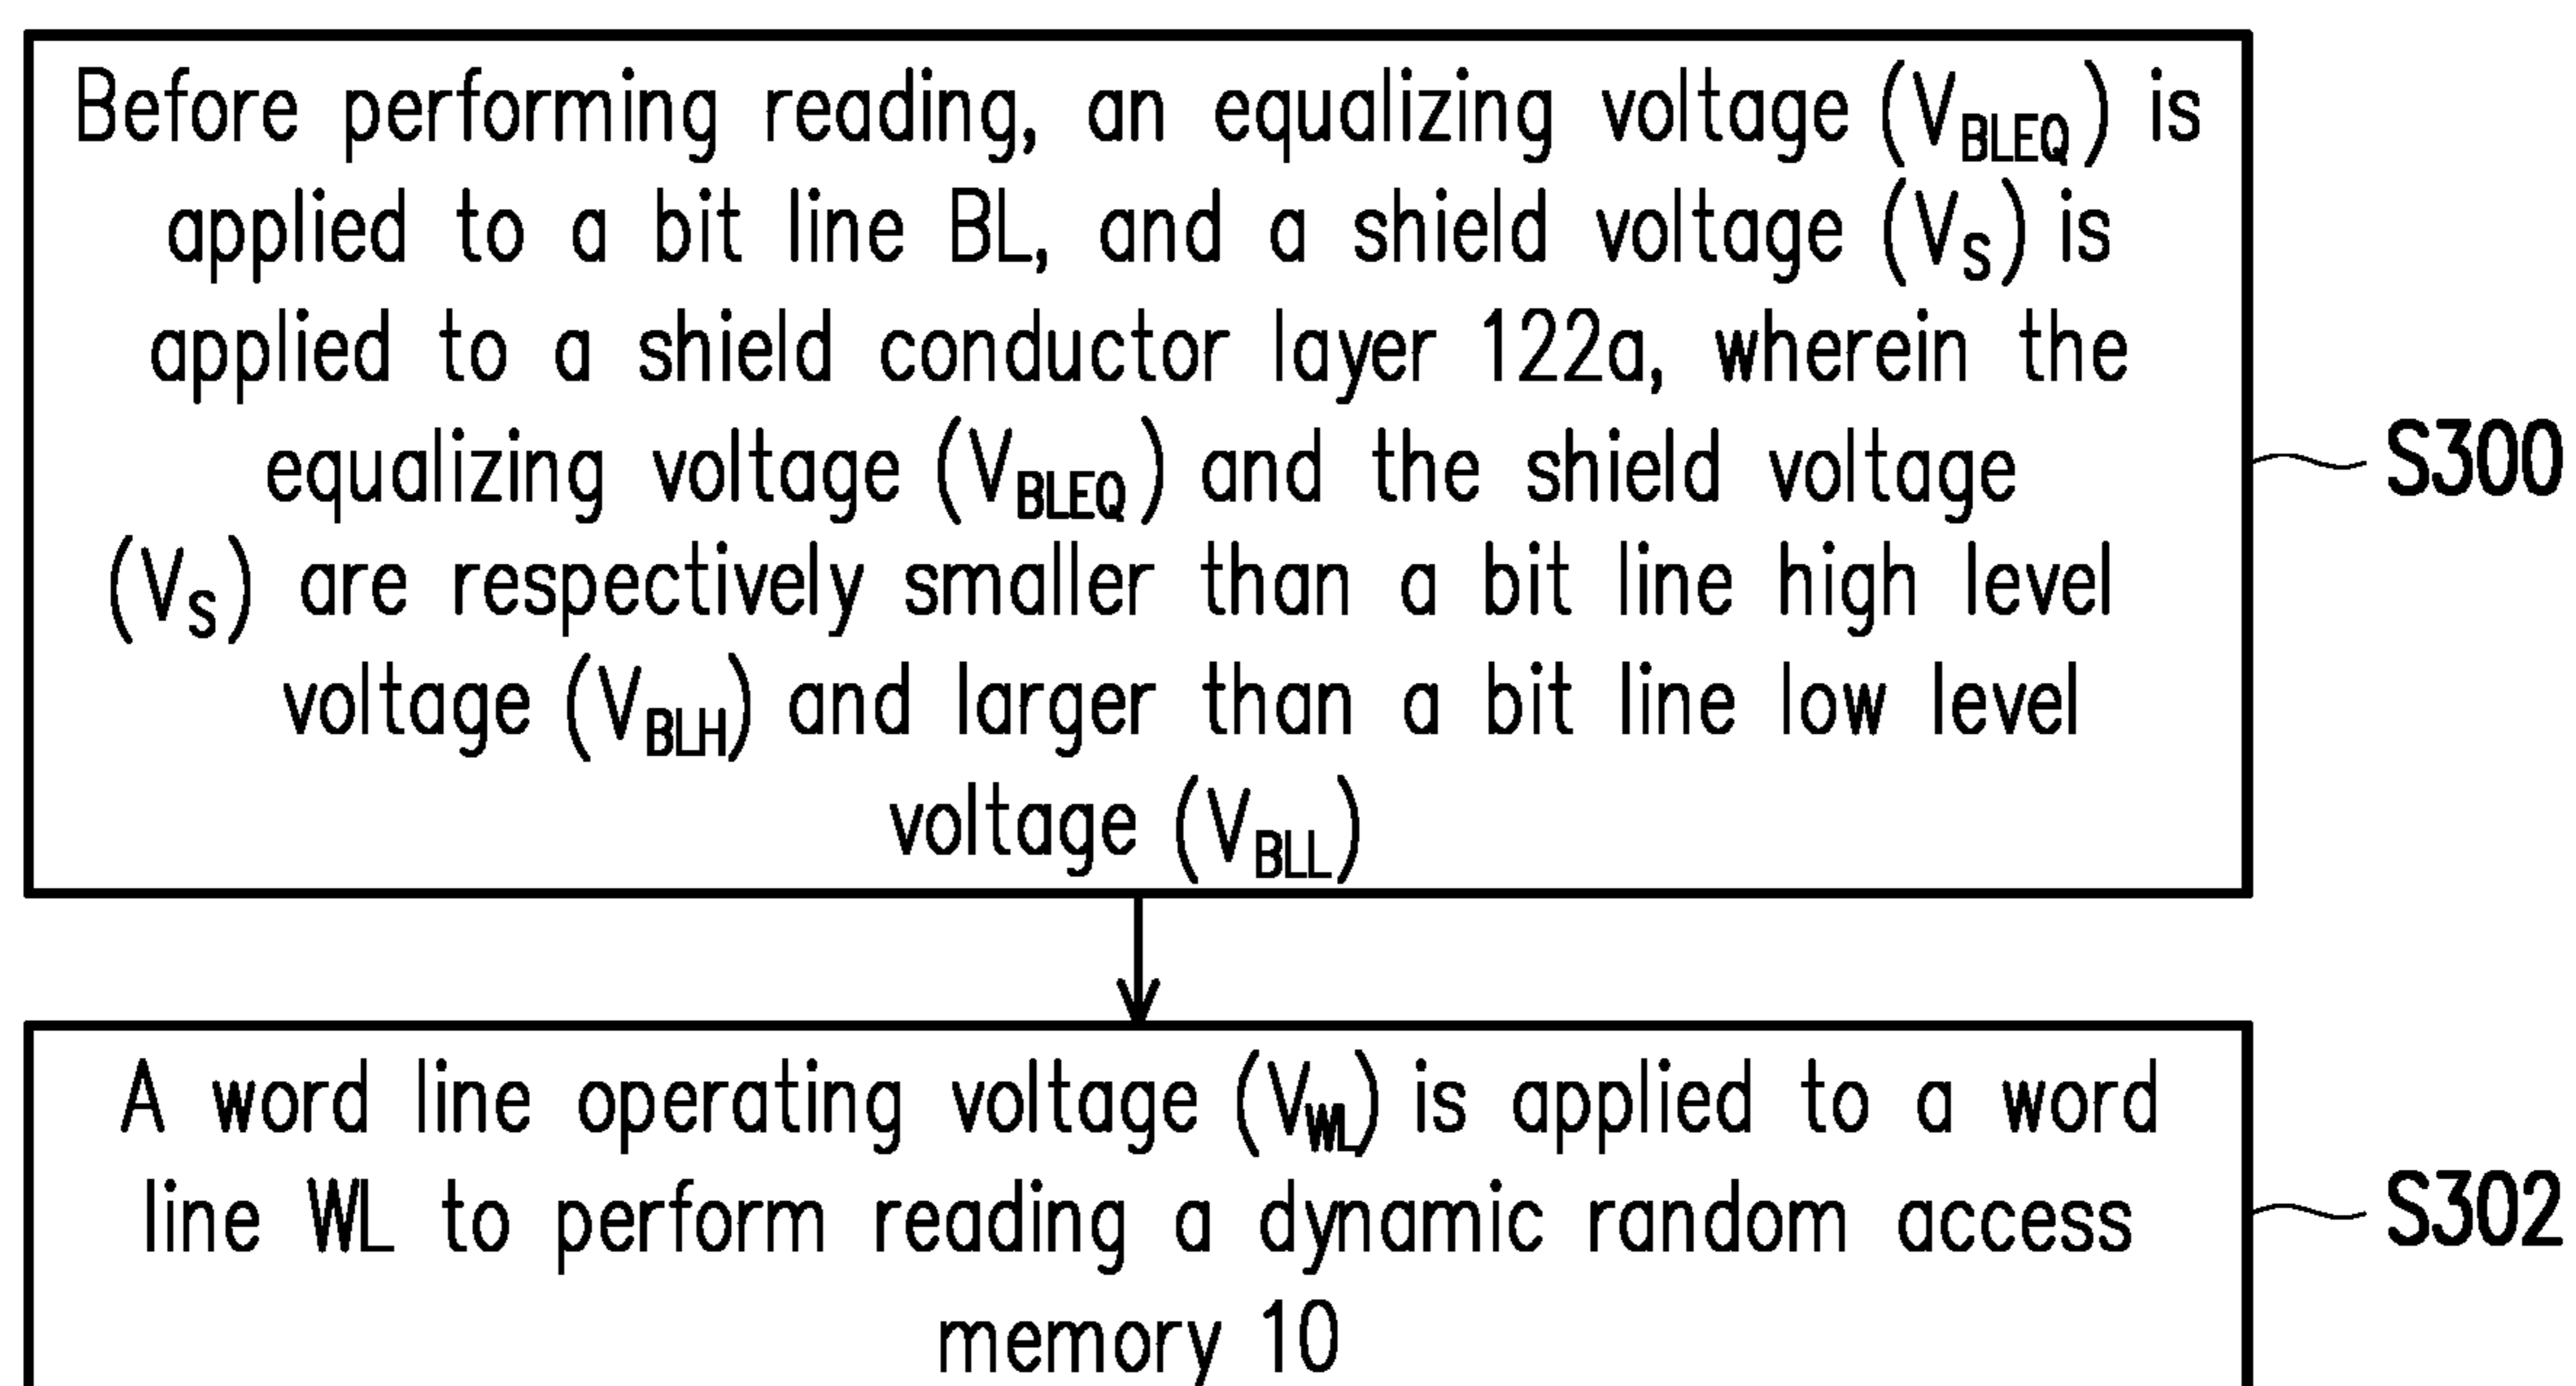 Before performing reading, an equalizing voltage (VBLEQ) is
applied to a bit line BL, and a shield voltage (VS) is
applied to a shield conductor layer 122a, wherein the
equalizing voltage (VBLEQ) and the shield voltage
(VS) are respectively smaller than a bit line high level
voltage (VBLH) and larger than a bit line low level
voltage (VBLL)
S300
A word line operating voltage (VWL) is applied to a word
line WL to perform reading a dynamic random access
memory 10
S302